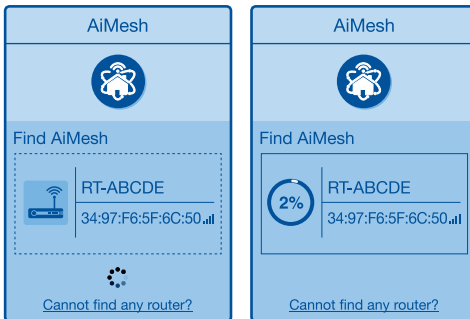 AiMesh
Find AiMesh
RT-ABCDE
34:97:F6:5F:6C:50
Cannot find any router?
AiMesh
Find AiMesh
2%
RT-ABCDE
34:97:F6:5F:6C:50
Cannot find any router?